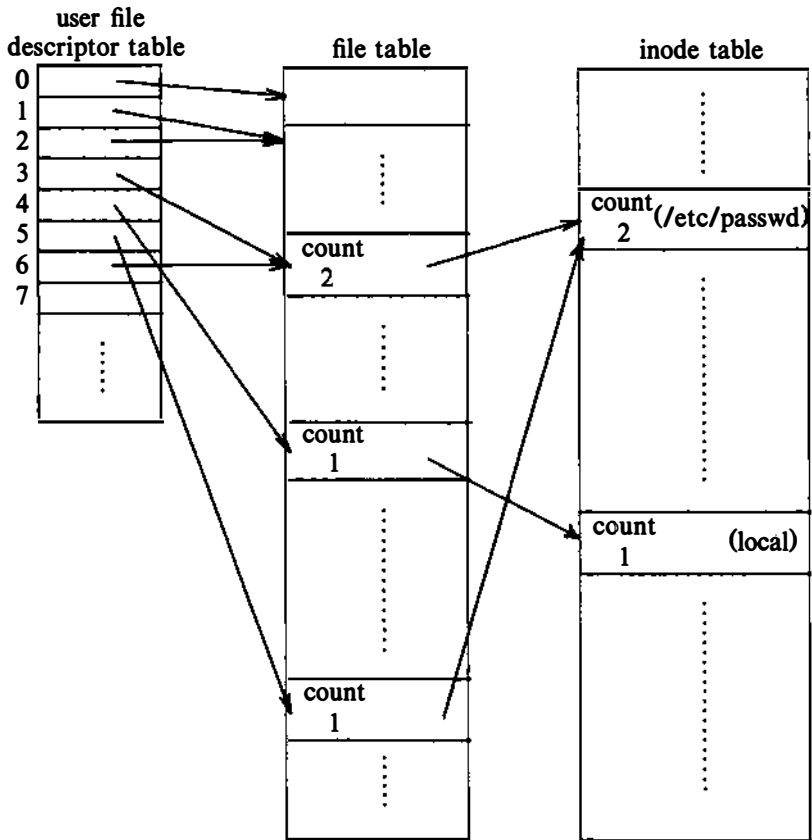 user file
descriptor table
0
1
2
3
4
5
6
7
file table
count
2
count
1
count
1
inode table
count
2 (/etc/passwd)
count
1 (local)